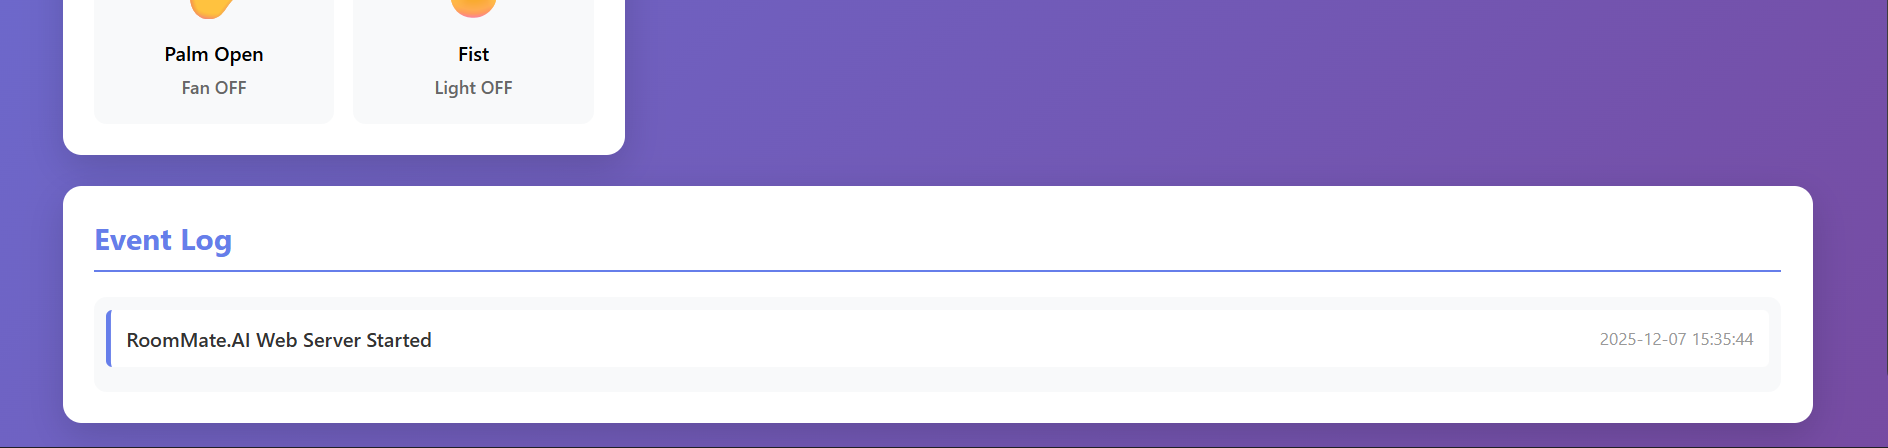 Palm Open
Fist
Fan OFF
Light OFF
Event Log
RoomMate.AI Web Server Started
2025-12-07 15:35:44